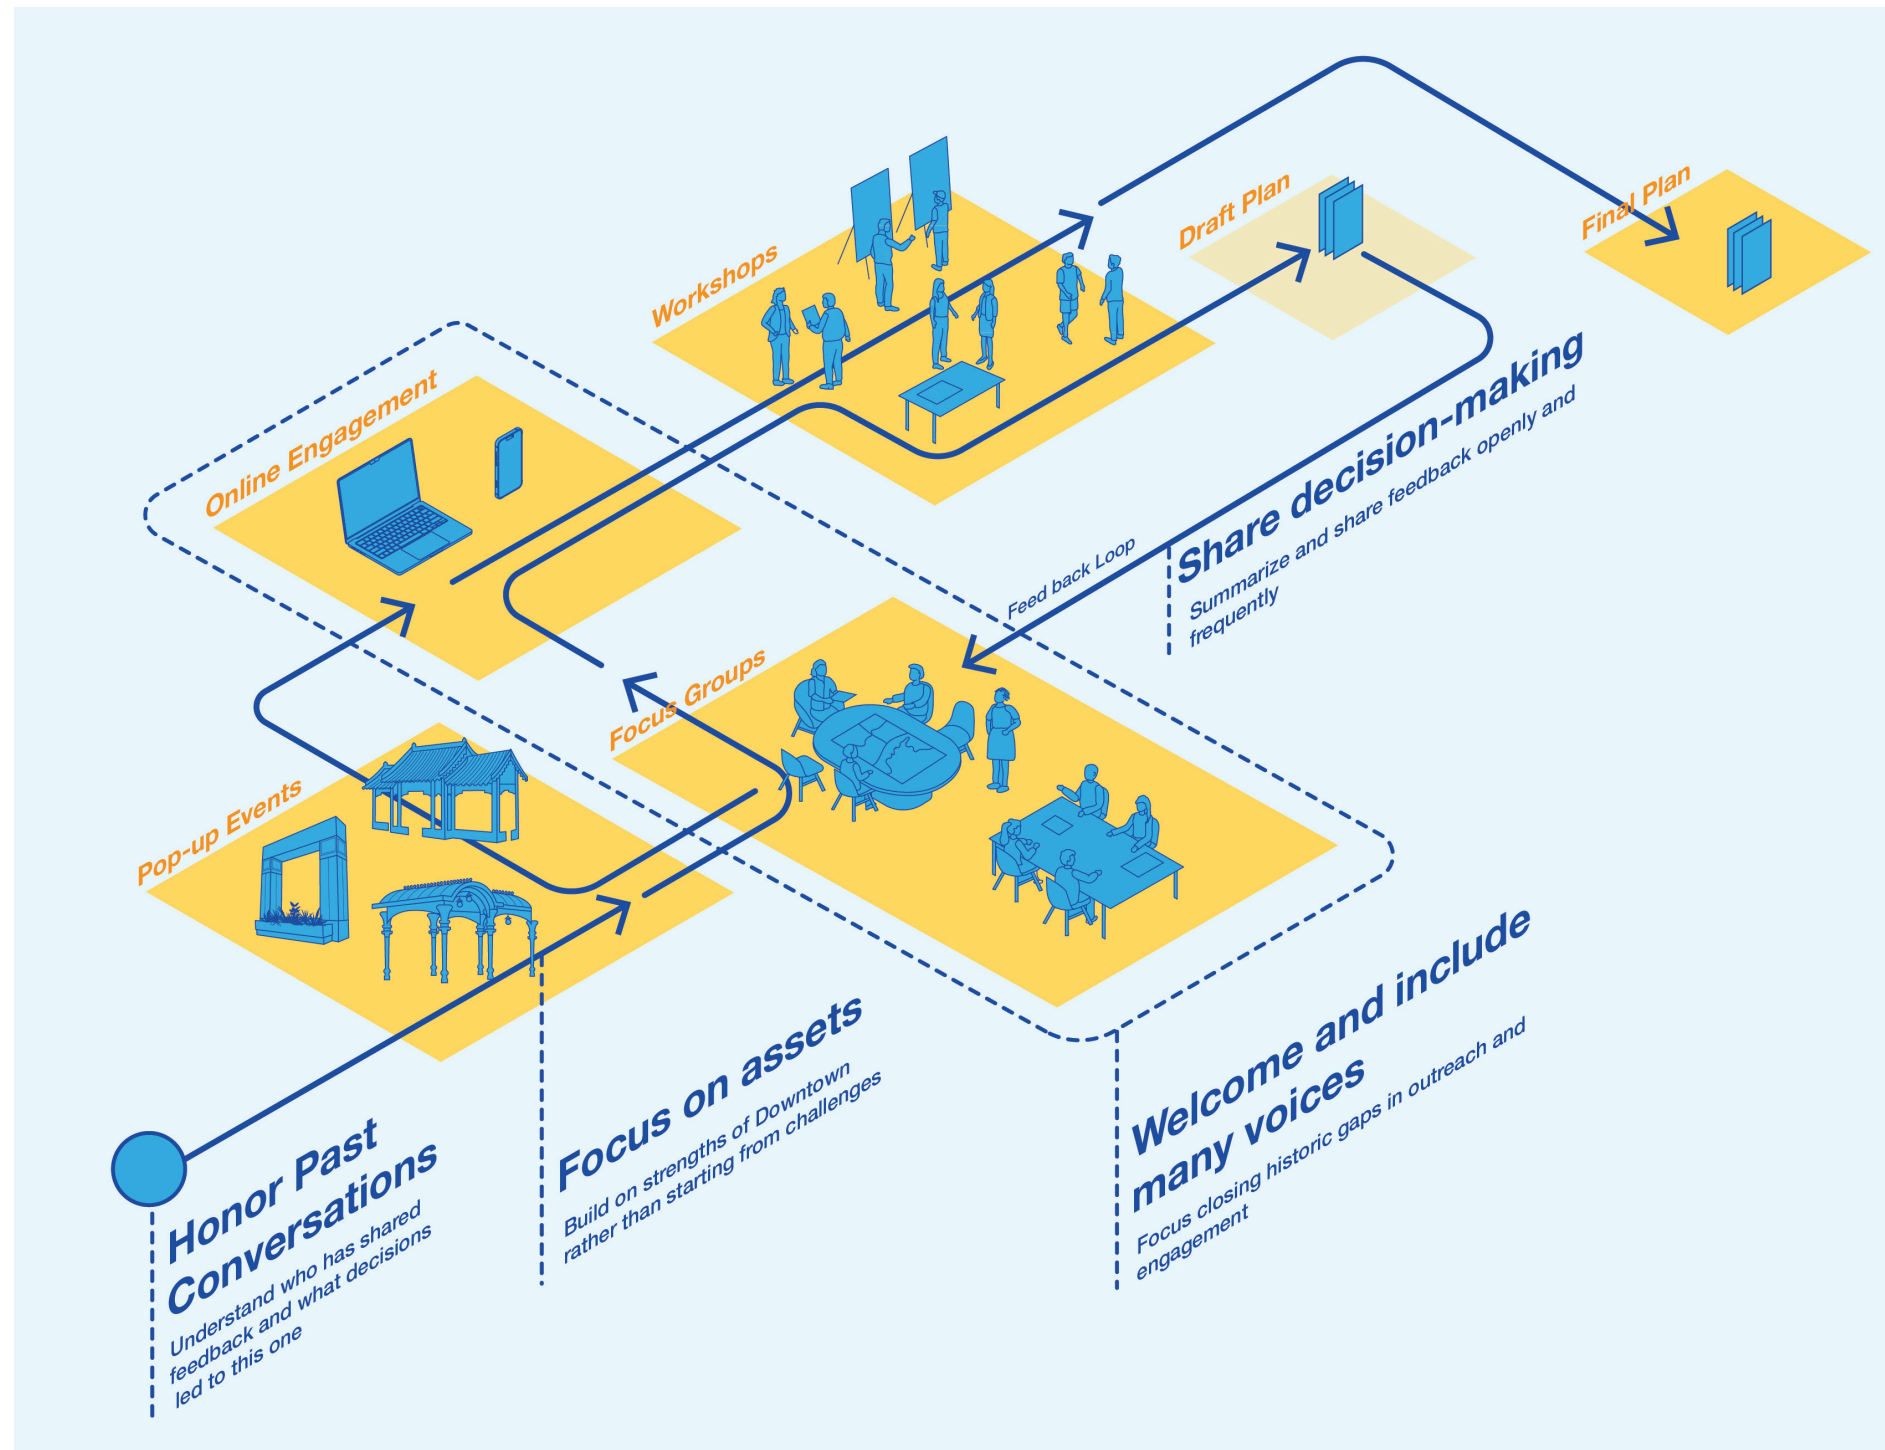 Workshops
Draft Plan
Final Plan
Online Engagement
Share decision-making
Summarize and share feedback openly and
frequently
Feed back Loop
Focus Groups
Pop-up Events
Welcome and include
many voices
Focus closing historic gaps in outreach and
engagement
Focus on assets
Build on strengths of Downtown
rather than starting from challenges
Honor Past
Conversations
Understand who has shared
feedback and what decisions
led to this one